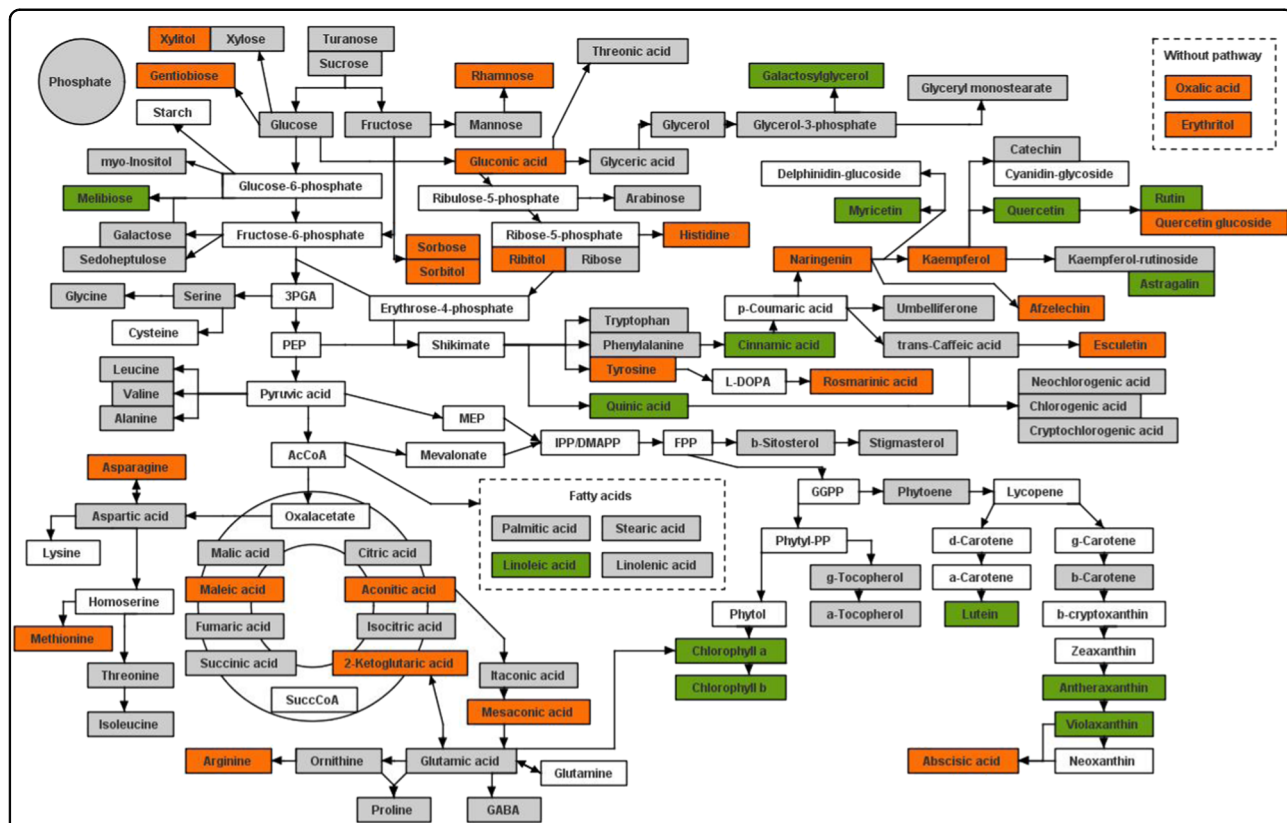 Xylitol
Xylose
Turanose
Sucrose
Threonic acid
Phosphate
Gentiobiose
Rhamnose
Galactosylglycerol
Glyceryl monostearate
Without pathway
Oxalic acid
Erythritol
Starch
Glucose
Fructose
Mannose
Glycerol
Glycerol-3-phosphate
myo-Inositol
Gluconic acid
Glyceric acid
Catechin
Cyanidin-glycoside
Delphinidin-glucoside
Glucose-6-phosphate
Melibiose
Ribulose-5-phosphate
Arabinose
Myricetin
Quercetin
Rutin
Quercetin glucoside
Galactose
Sedoheptulose
Fructose-6-phosphate
Sorbose
Sorbitol
Ribose-5-phosphate
Ribitol
Ribose
Histidine
Naringenin
Kaempferol
Kaempferol-rutinoside
Astragalin
Glycine
Serine
3PGA
Erythrose-4-phosphate
p-Coumaric acid
Umbelliferone
Afzelechin
Cysteine
Tryptophan
Phenylalanine
Tyrosine
Cinnamic acid
trans-Caffeic acid
Esculetin
PEP
Shikimate
L-DOPA
Rosmarinic acid
Leucine
Valine
Alanine
Pyruvic acid
Quinic acid
Neochlorogenic acid
Chlorogenic acid
Cryptochlorogenic acid
MEP
AcCoA
Mevalonate
IPP/DMAPP
FPP
b-Sitosterol
Stigmasterol
Asparagine
Aspartic acid
Oxalacetate
Fatty acids
Palmitic acid
Stearic acid
Linoleic acid
Linolenic acid
GGPP
Phytoene
Lycopene
Lysine
Malic acid
Citric acid
Phytyl-PP
d-Carotene
g-Carotene
Maleic acid
Aconitic acid
g-Tocopherol
a-Tocopherol
a-Carotene
b-Carotene
Homoserine
Methionine
Fumaric acid
Isocitric acid
Phytol
Lutein
b-cryptoxanthin
Succinic acid
2-Ketoglutaric acid
Chlorophyll a
Zeaxanthin
Threonine
SuccCoA
Itaconic acid
Chlorophyll b
Antheraxanthin
Isoleucine
Mesaconic acid
Violaxanthin
Arginine
Ornithine
Glutamic acid
Glutamine
Abscisic acid
Neoxanthin
Proline
GABA